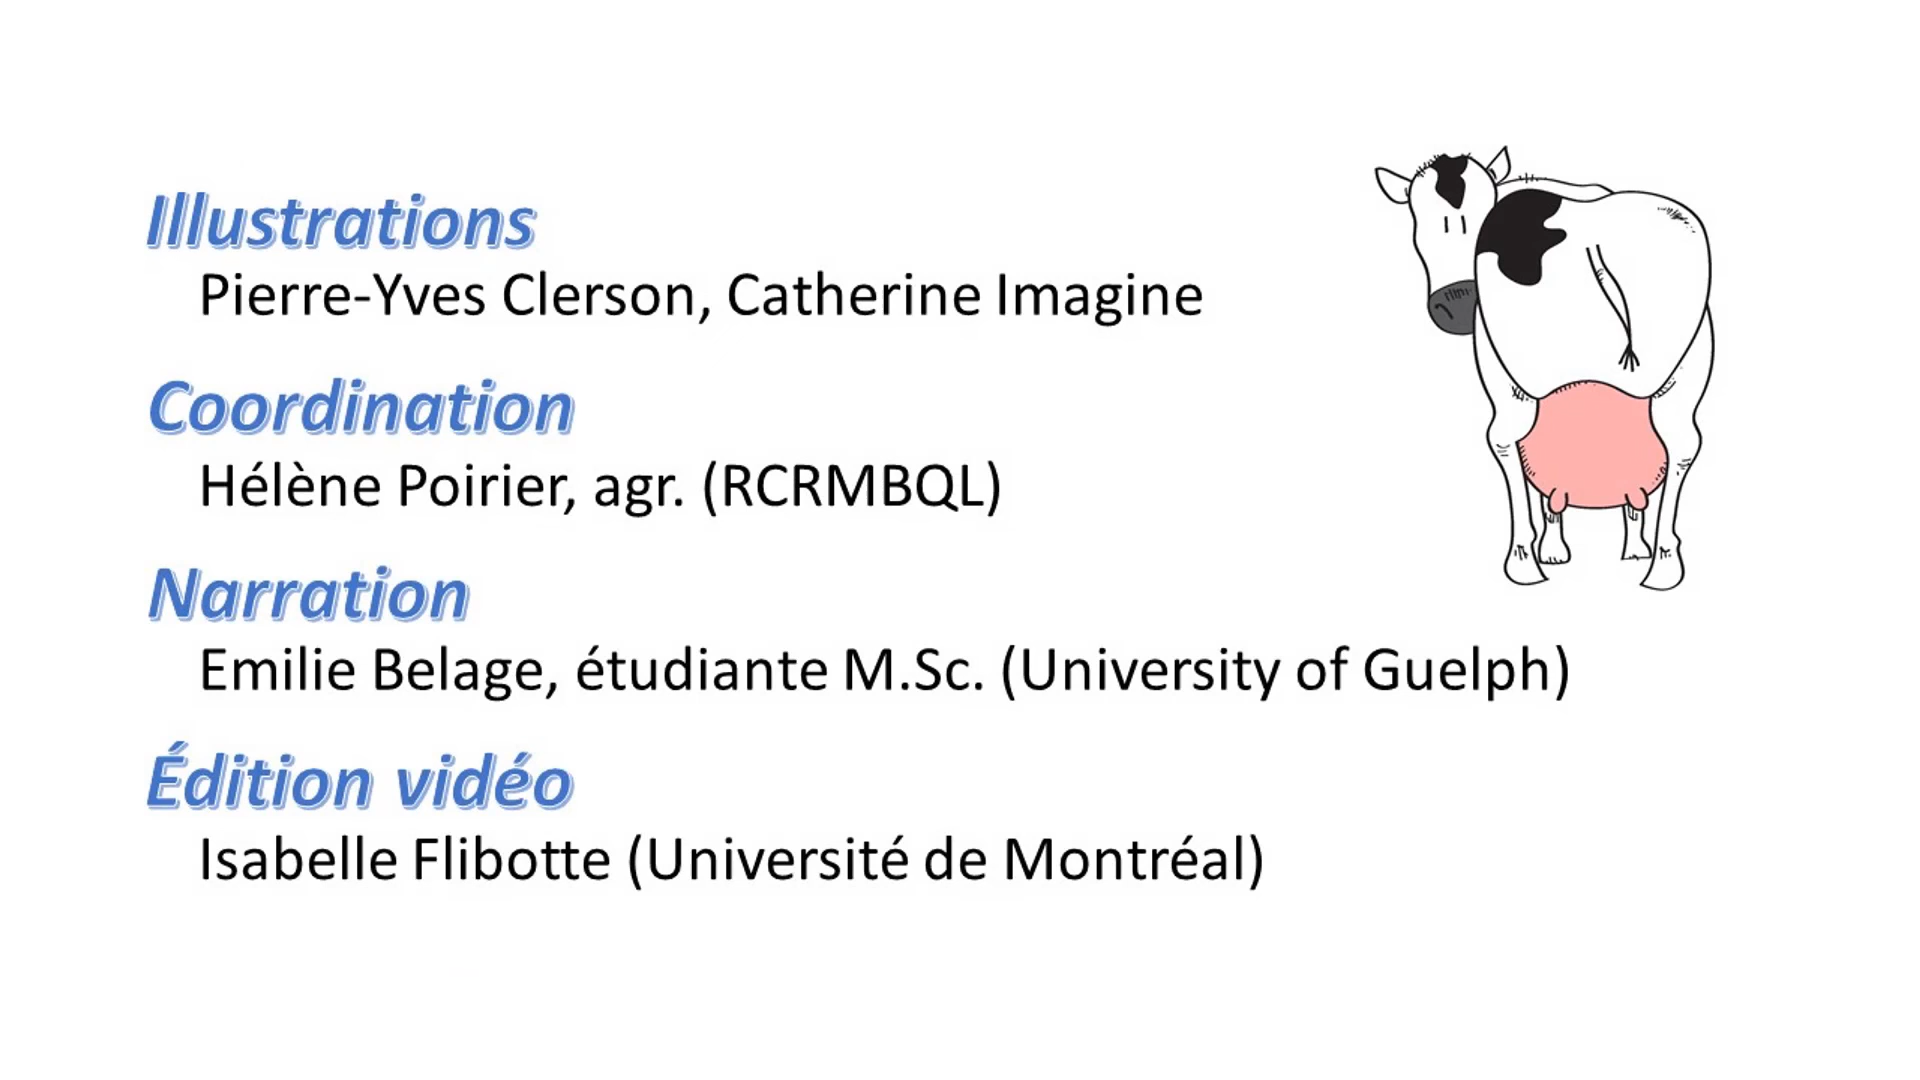 Illustrations
Pierre-Yves Clerson, Catherine Imagine
Coordination
Hélène Poirier, agr. (RCRMBQL)
Narration
Emilie Belage, étudiante M.Sc. (University of Guelph)
Édition vidéo
Isabelle Flibotte (Université de Montréal)